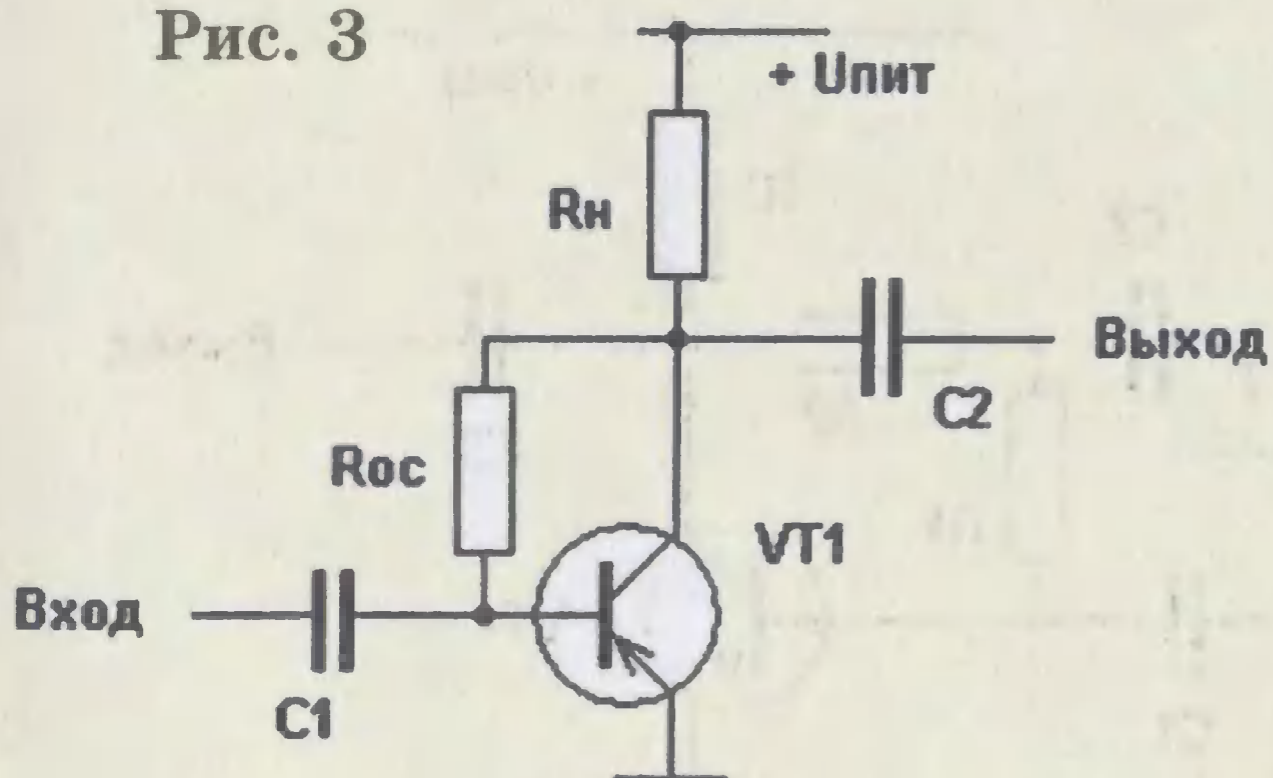 Рис. 3
+ Uпит
Rн
Выход
C2
Rос
VT1
Вход
C1